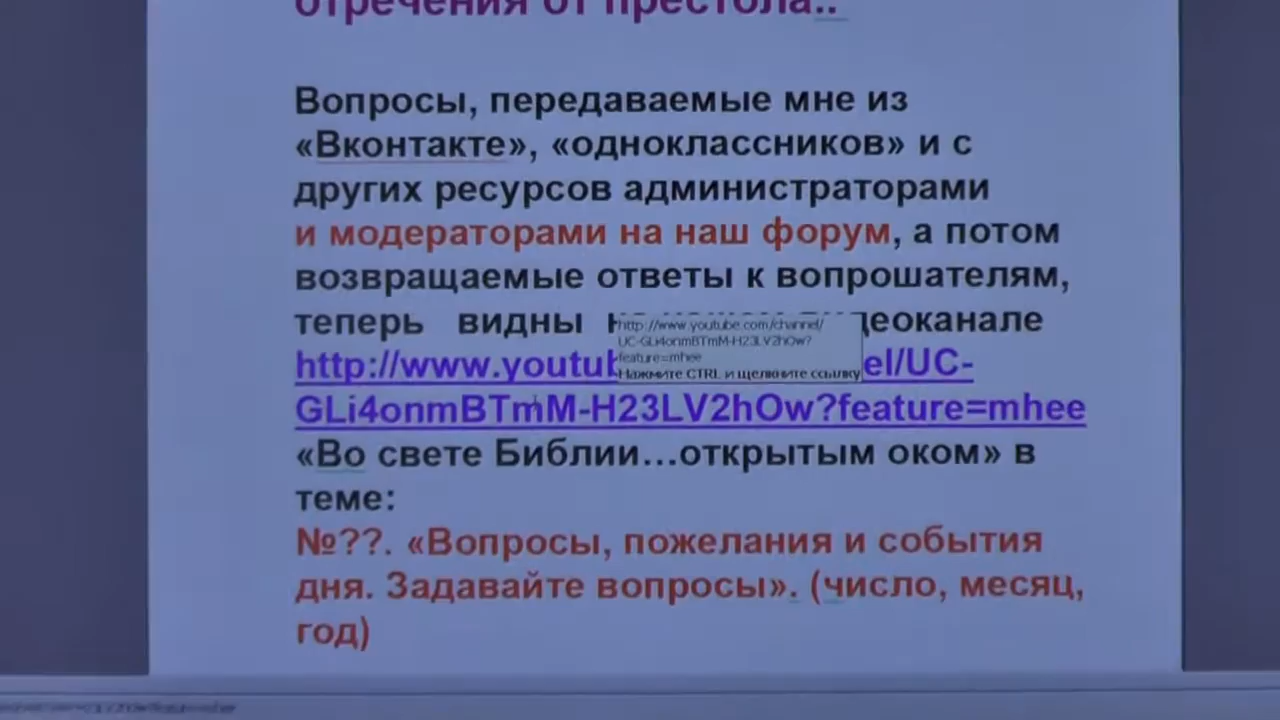 отречения от престола..
Вопросы, передаваемые мне из
«Вконтакте», «одноклассников» и с
других ресурсов администраторами
и модераторами на наш форум, а потом
возвращаемые ответы к вопрошателям,
теперь видны
http://www.youtube.com/channel/
UC-GLi4onmBTmM-H23LV2hOw?
feature=mhee
Нажмите CTRL и щелкните ссылку
http://www.youtub el/UC-
GLi4onmBTmM-H23LV2hOw?feature=mhee
«Во свете Библии...открытым оком» в
теме:
№??. «Вопросы, пожелания и события
дня. Задавайте вопросы». (число, месяц,
год)